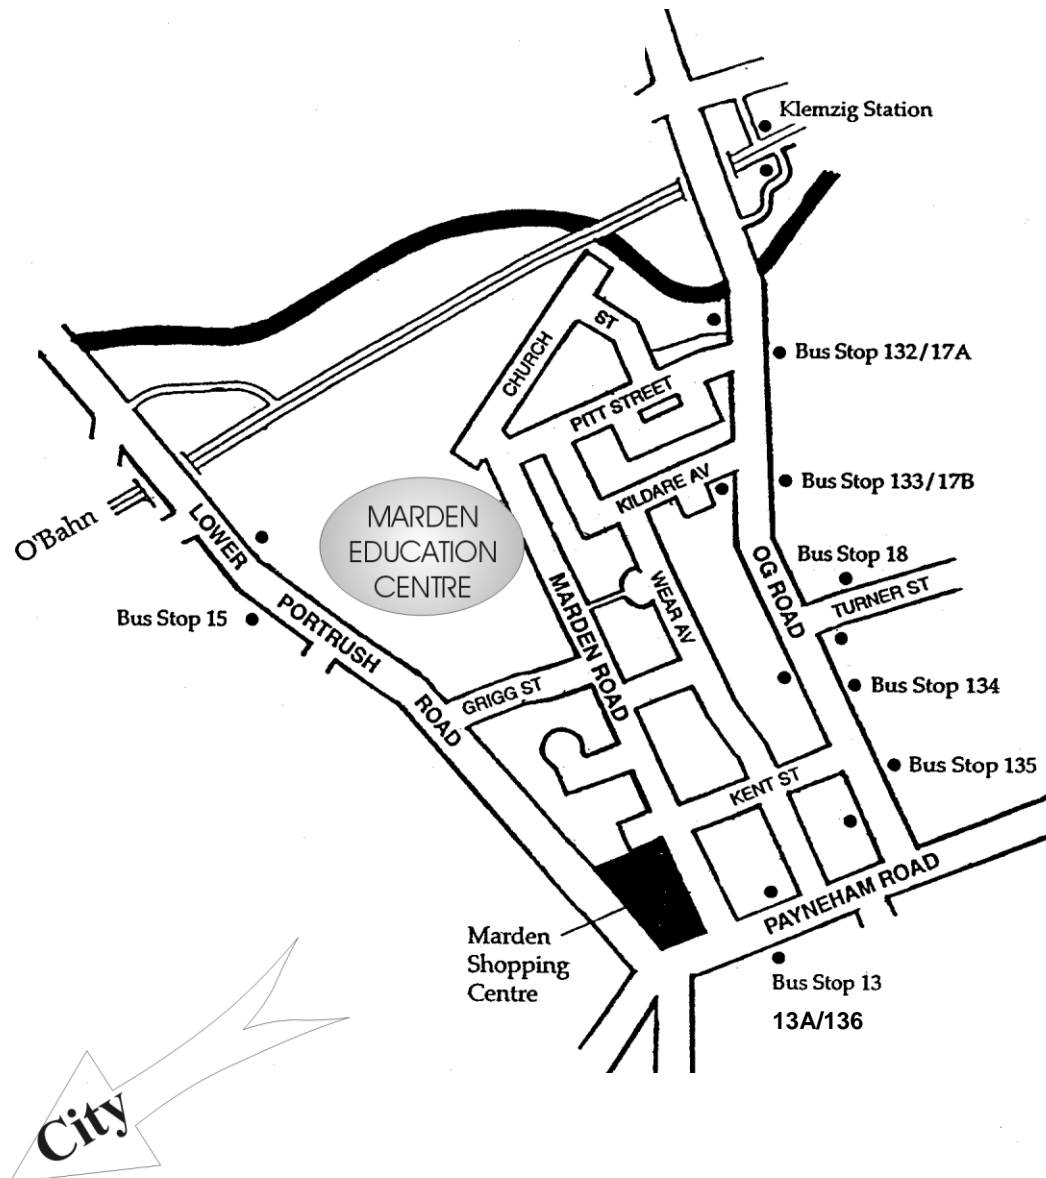 Klemzig Station
CHURCH
ST
Bus Stop 132/17A
PITT STREET
MARDEN
EDUCATION
CENTRE
KILDARE AV
Bus Stop 133/17B
O'Bahn
LOWER
PORTRUSH
ROAD
Bus Stop 18
TURNER ST
OG ROAD
WEAR AV
MARDEN ROAD
Bus Stop 15
GRIGG ST
Bus Stop 134
Bus Stop 135
KENT ST
PAYNEHAM ROAD
Marden
Shopping
Centre
Bus Stop 13
13A/136
City